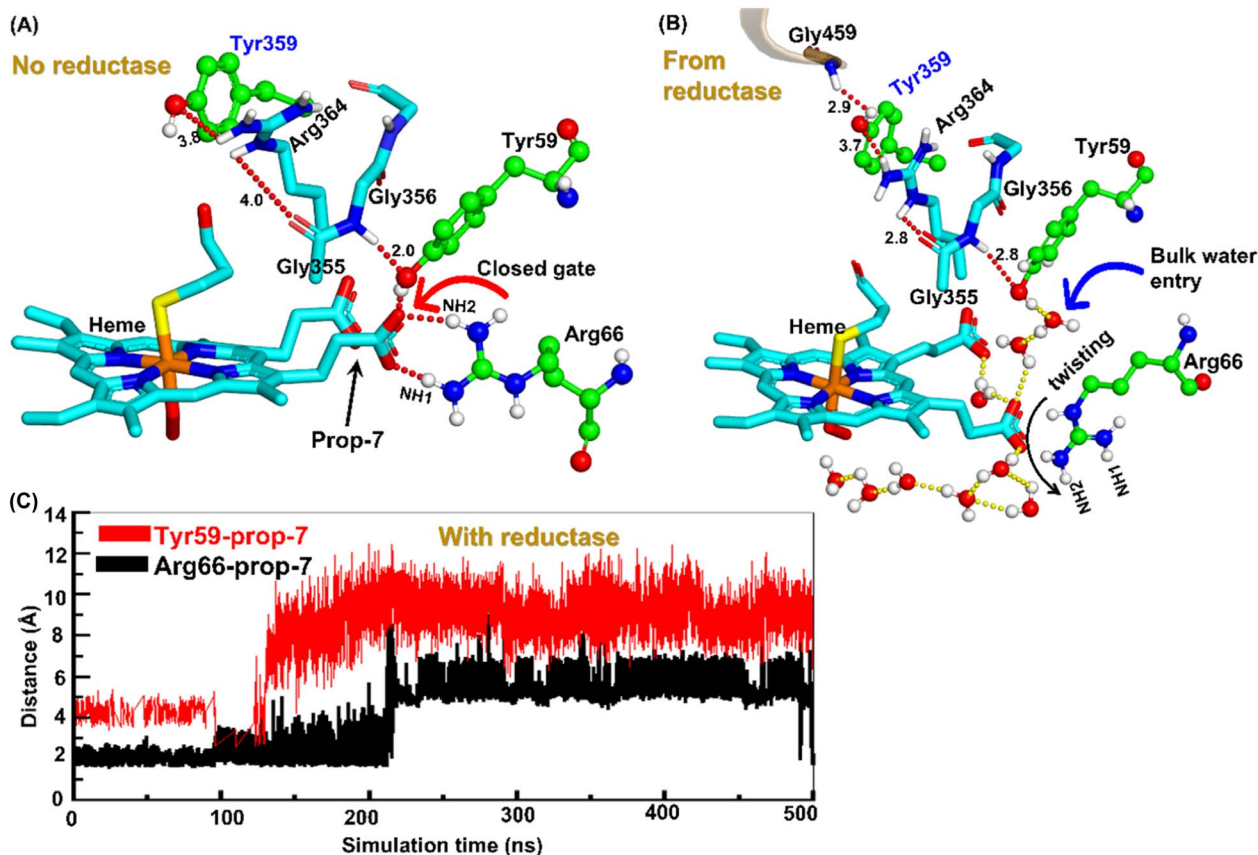 (A)
No reductase
Tyr359
3.8
Arg364
4.0
Gly356
Tyr59
Gly355
2.0
Closed gate
NH2
Heme
Arg66
NH1
Prop-7
(B)
Gly459
From
reductase
Tyr359
2.9
Arg364
3.7
Tyr59
Gly356
2.8
2.8
Bulk water
entry
Gly355
Heme
twisting
Arg66
NH1
NH2
(C)
14
12
10
8
6
4
2
0
Distance (Å)
Tyr59-prop-7
Arg66-prop-7
With reductase
0
100
200
300
400
500
Simulation time (ns)